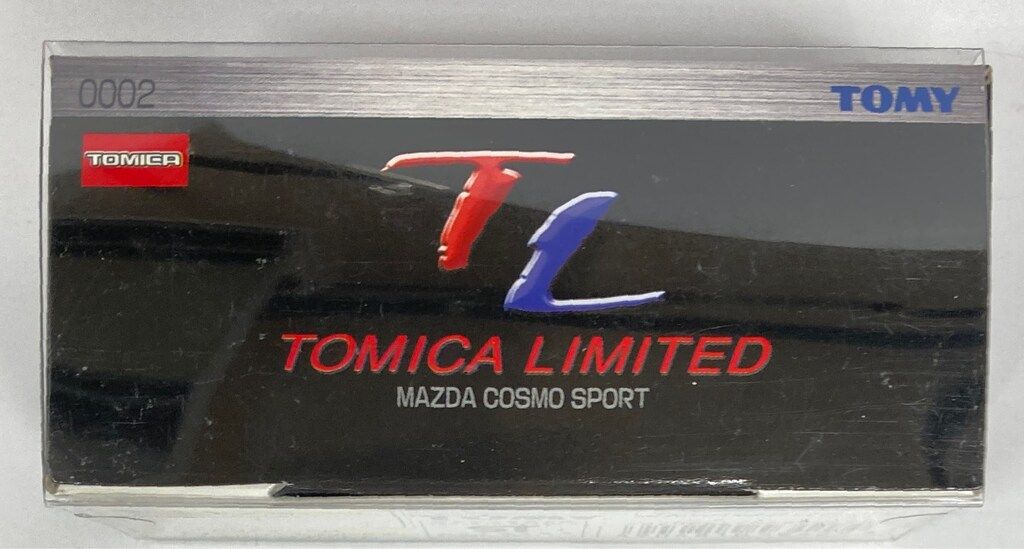 0002
TOMY
TOMICA
TL
TOMICA LIMITED
MAZDA COSMO SPORT